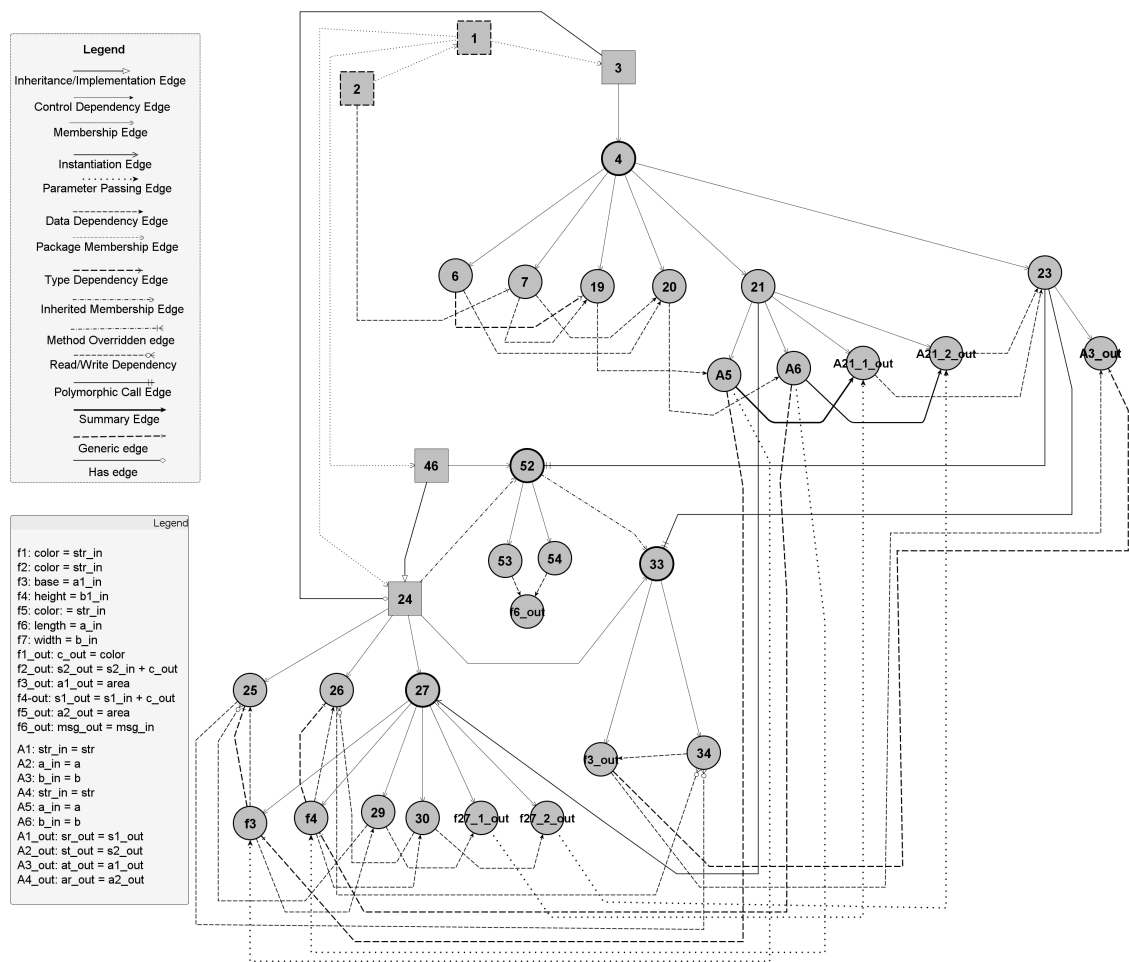 Legend
Inheritance/Implementation Edge
Control Dependency Edge
Membership Edge
Instantiation Edge
Parameter Passing Edge
Data Dependency Edge
Package Membership Edge
Type Dependency Edge
Inherited Membership Edge
Method Overridden edge
Read/Write Dependency
Polymorphic Call Edge
Summary Edge
Generic edge
Has edge
Legend
f1: color = str_in
f2: color = str_in
f3: base = a1_in
f4: height = b1_in
f5: color: = str_in
f6: length = a_in
f7: width = b_in
f1_out: c_out = color
f2_out: s2_out = s2_in + c_out
f3_out: a1_out = area
f4-out: s1_out = s1_in + c_out
f5_out: a2_out = area
f6_out: msg_out = msg_in
A1: str_in = str
A2: a_in = a
A3: b_in = b
A4: str_in = str
A5: a_in = a
A6: b_in = b
A1_out: sr_out = s1_out
A2_out: st_out = s2_out
A3_out: at_out = a1_out
A4_out: ar_out = a2_out
1
2
3
4
6
7
19
20
21
23
A5
A6
A21_1_out
A21_2_out
A3_out
46
52
53
54
33
24
f6_out
25
26
27
f3_out
34
f3
f4
29
30
f27_1_out
f27_2_out